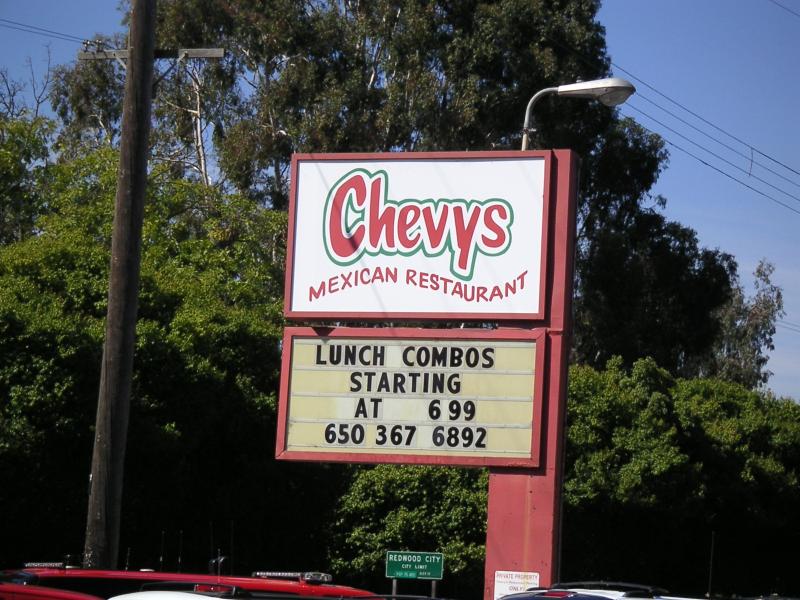 Chevys
MEXICAN RESTAURANT
LUNCH COMBOS
STARTING
AT 6 99
650 367 6892
REDWOOD CITY
CITY LIMIT
PRIVATE PROPERTY